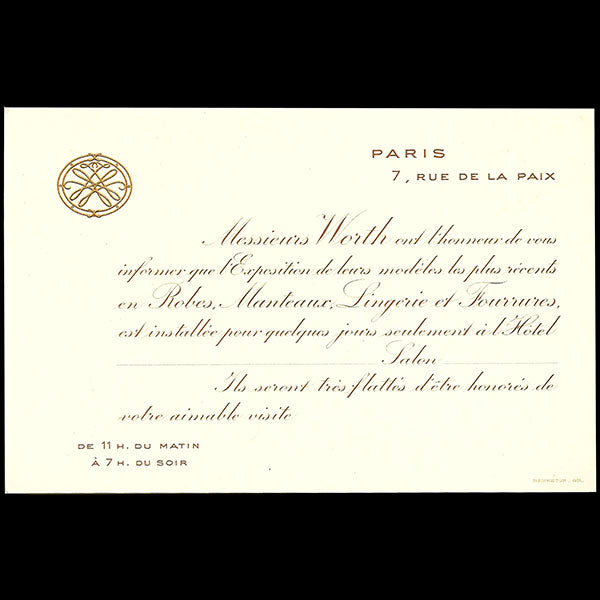 PARIS
7, RUE DE LA PAIX
Messieurs Worth ont l'honneur de vous
informer que l'Exposition de leurs modèles les plus récents
en Robes, Manteaux, Lingerie et Fourrures,
est installée pour quelques jours seulement à l'Hôtel
Salon
Ils seront très flattés d'être honorés de
votre aimable visite
DE 11 H. DU MATIN
À 7 H. DU SOIR